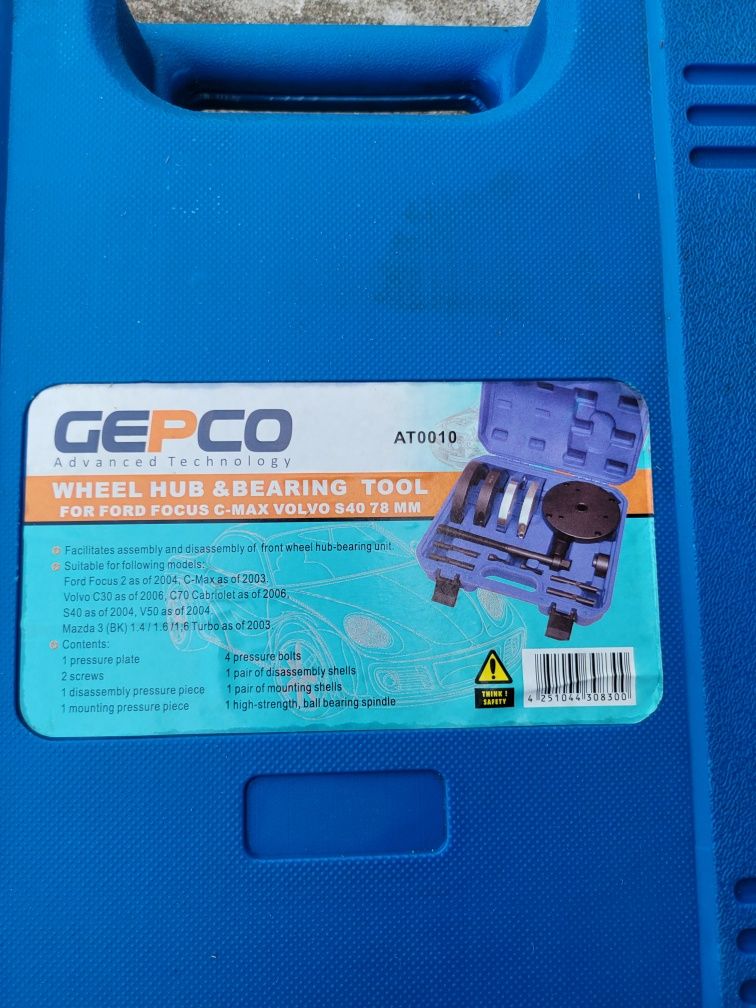 GEPCO
Advanced Technology
AT0010
WHEEL HUB & BEARING TOOL
FOR FORD FOCUS C-MAX VOLVO S40 78 MM
Facilitates assembly and disassembly of front wheel hub-bearing unit.
Suitable for following models:
Ford Focus 2 as of 2004, C-Max as of 2003.
Volvo C30 as of 2006, C70 Cabriolet as of 2006,
S40 as of 2004, V50 as of 2004.
Mazda 3 (BK) 1.4 / 1.6 / 1.6 Turbo as of 2003.
Contents:
1 pressure plate
2 screws
1 disassembly pressure piece
1 mounting pressure piece
4 pressure bolts
1 pair of disassembly shells
1 pair of mounting shells
1 high-strength, ball bearing spindle
THINK !
SAFETY
4 251044 308300